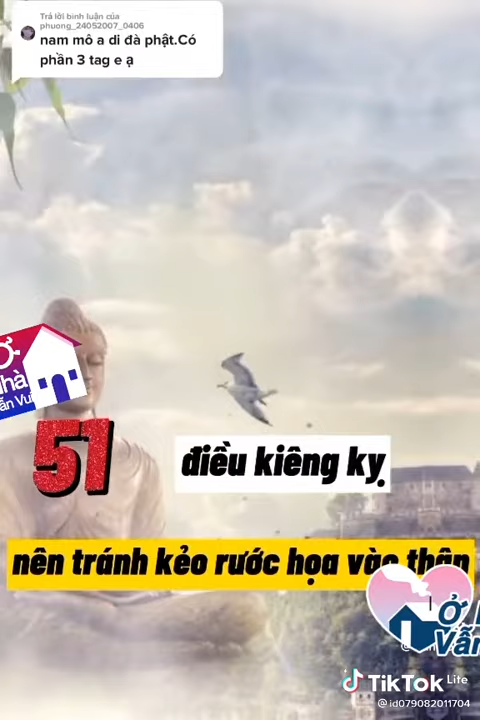 Trả lời bình luận của
phuong_24052007_0406
nam mô a di đà phật.Có
phần 3 tag e ạ
51
điều kiêng kỵ
nên tránh kẻo rước họa vào thân
Ở
TikTok Lite
@id079082011704